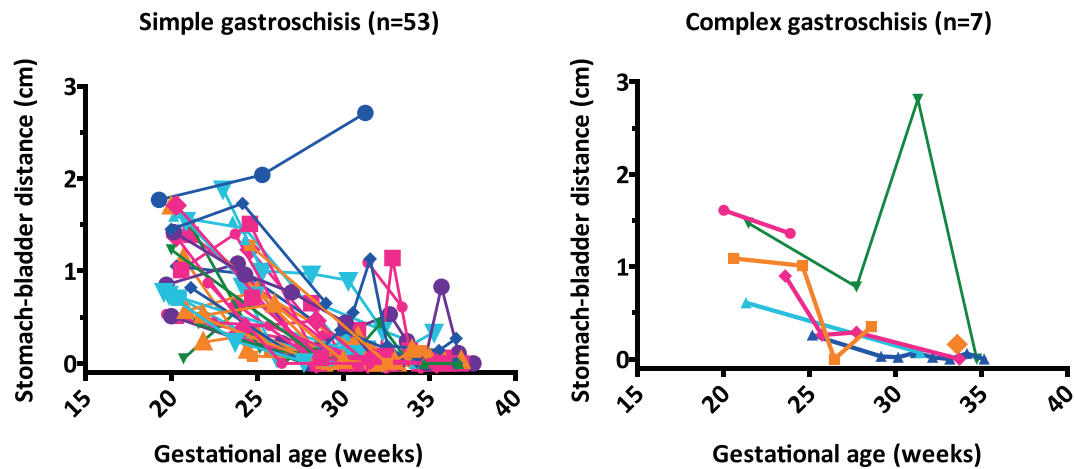 Simple gastroschisis (n=53)
Stomach-bladder distance (cm)
3
2
1
0
15 20 25 30 35 40
Gestational age (weeks)
Complex gastroschisis (n=7)
Stomach-bladder distance (cm)
3
2
1
0
15 20 25 30 35 40
Gestational age (weeks)